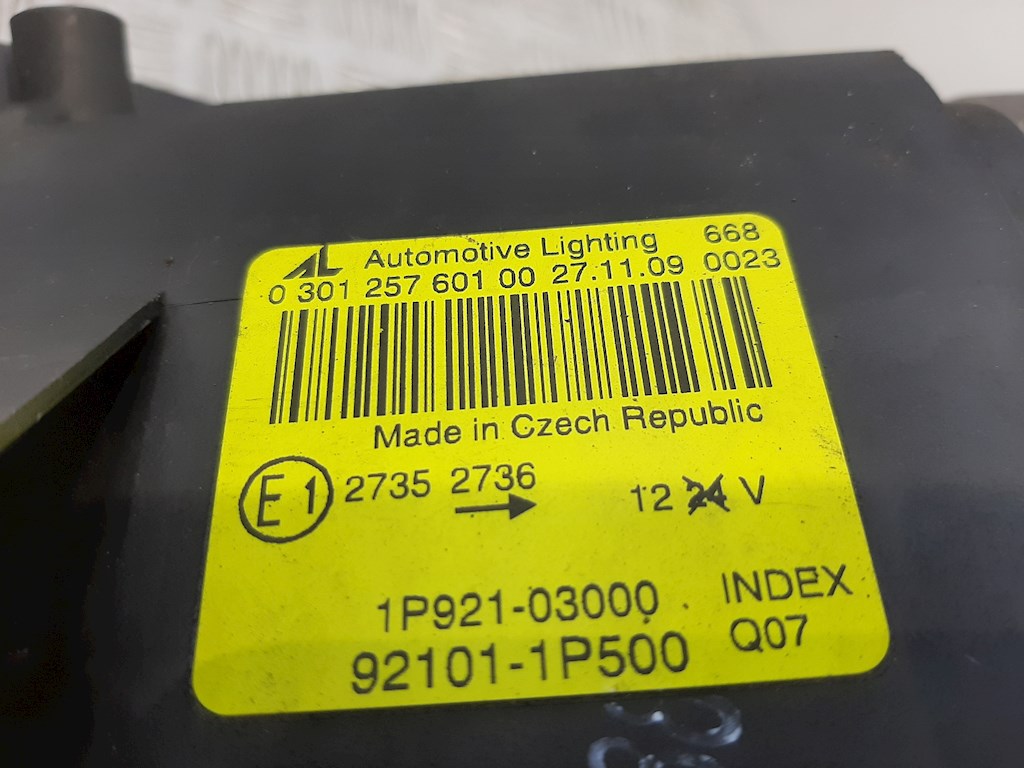 AL Automotive Lighting 668
0 301 257 601 00 27.11.09 0023
Made in Czech Republic
E1 2735 2736 12 24 V
1P921-03000 INDEX
92101-1P500 Q07